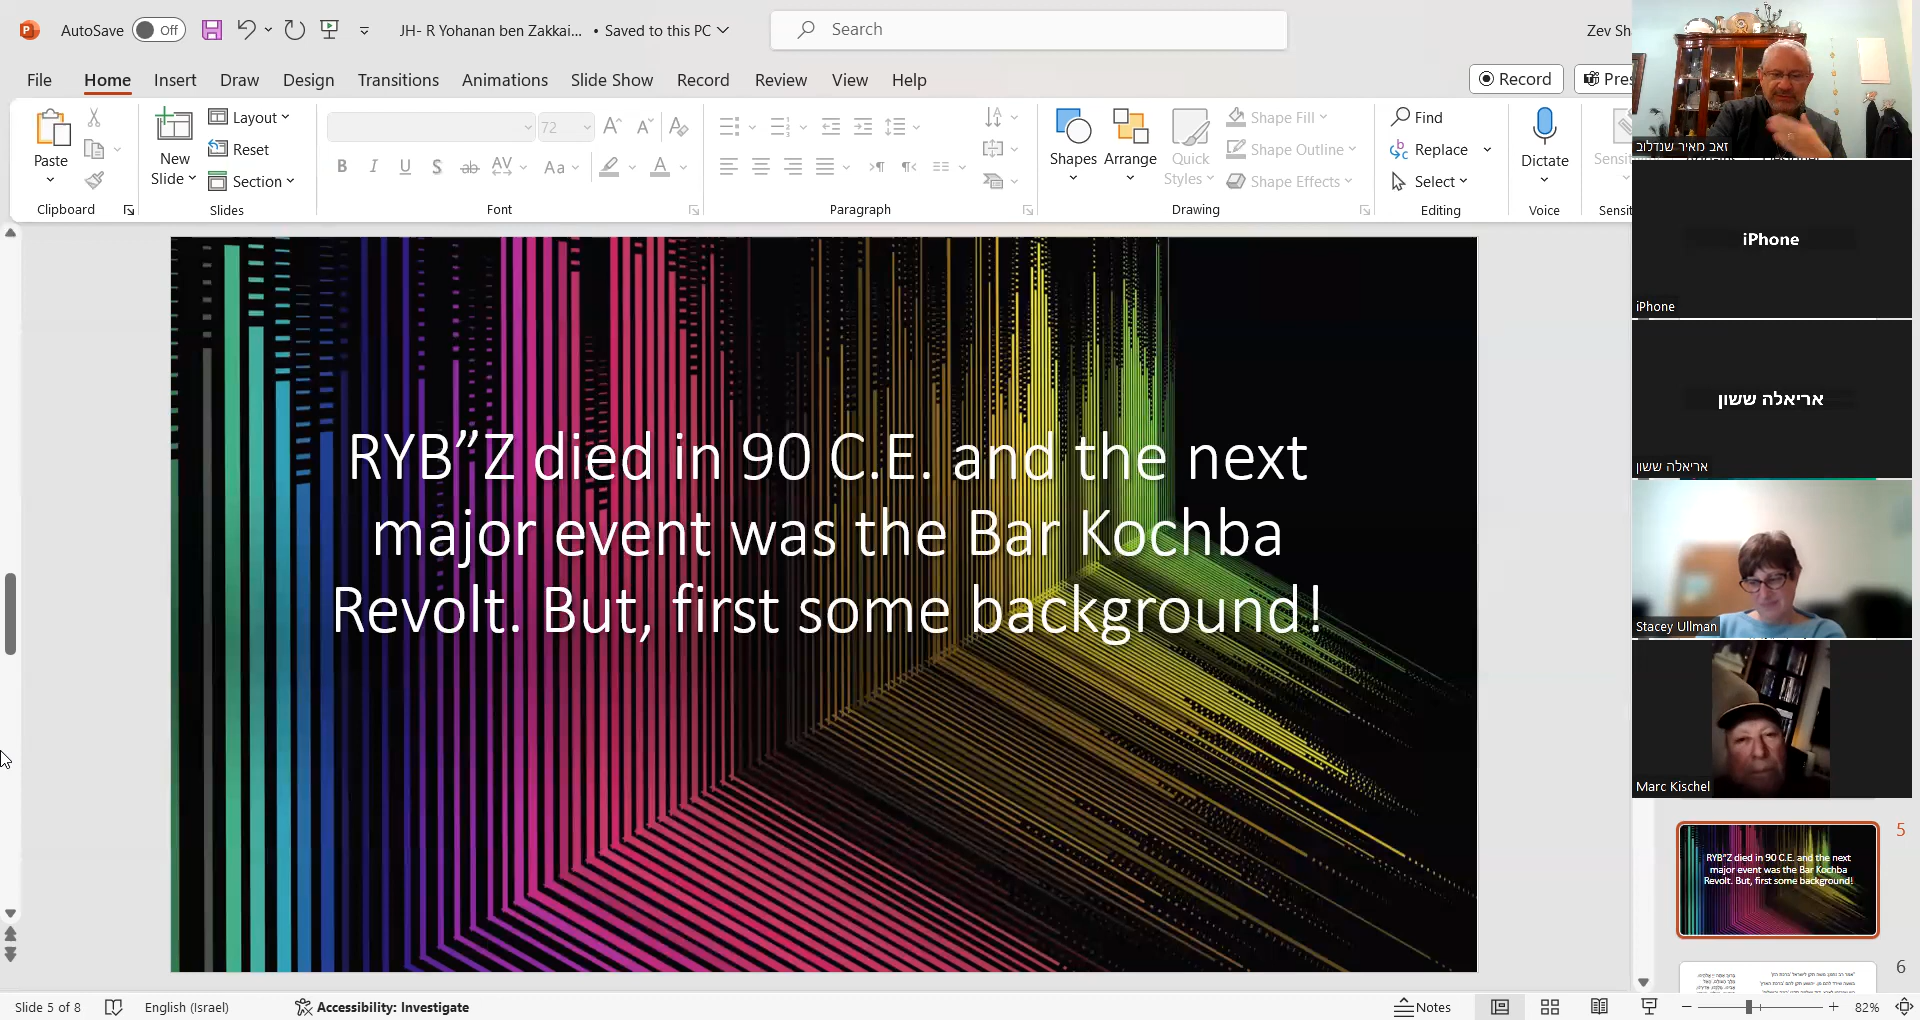 AutoSave Off JH- R Yohanan ben Zakkai... • Saved to this PC Search Zev Sh
File Home Insert Draw Design Transitions Animations Slide Show Record Review View Help Record Pres
Paste New Slide Layout Reset Section 72 Shapes Arrange Quick Styles Shape Fill Shape Outline Shape Effects Find Replace Select Dictate Sensit
Clipboard Slides Font Paragraph Drawing Editing Voice Sensit
RYB”Z died in 90 C.E. and the next
major event was the Bar Kochba
Revolt. But, first some background!
זאב מאיר שנדלוב
iPhone
iPhone
אריאלה ששון
אריאלה ששון
Stacey Ullman
Marc Kischel
5
RYB”Z died in 90 C.E. and the next
major event was the Bar Kochba
Revolt. But, first some background!
6
Slide 5 of 8 English (Israel) Accessibility: Investigate Notes 82%